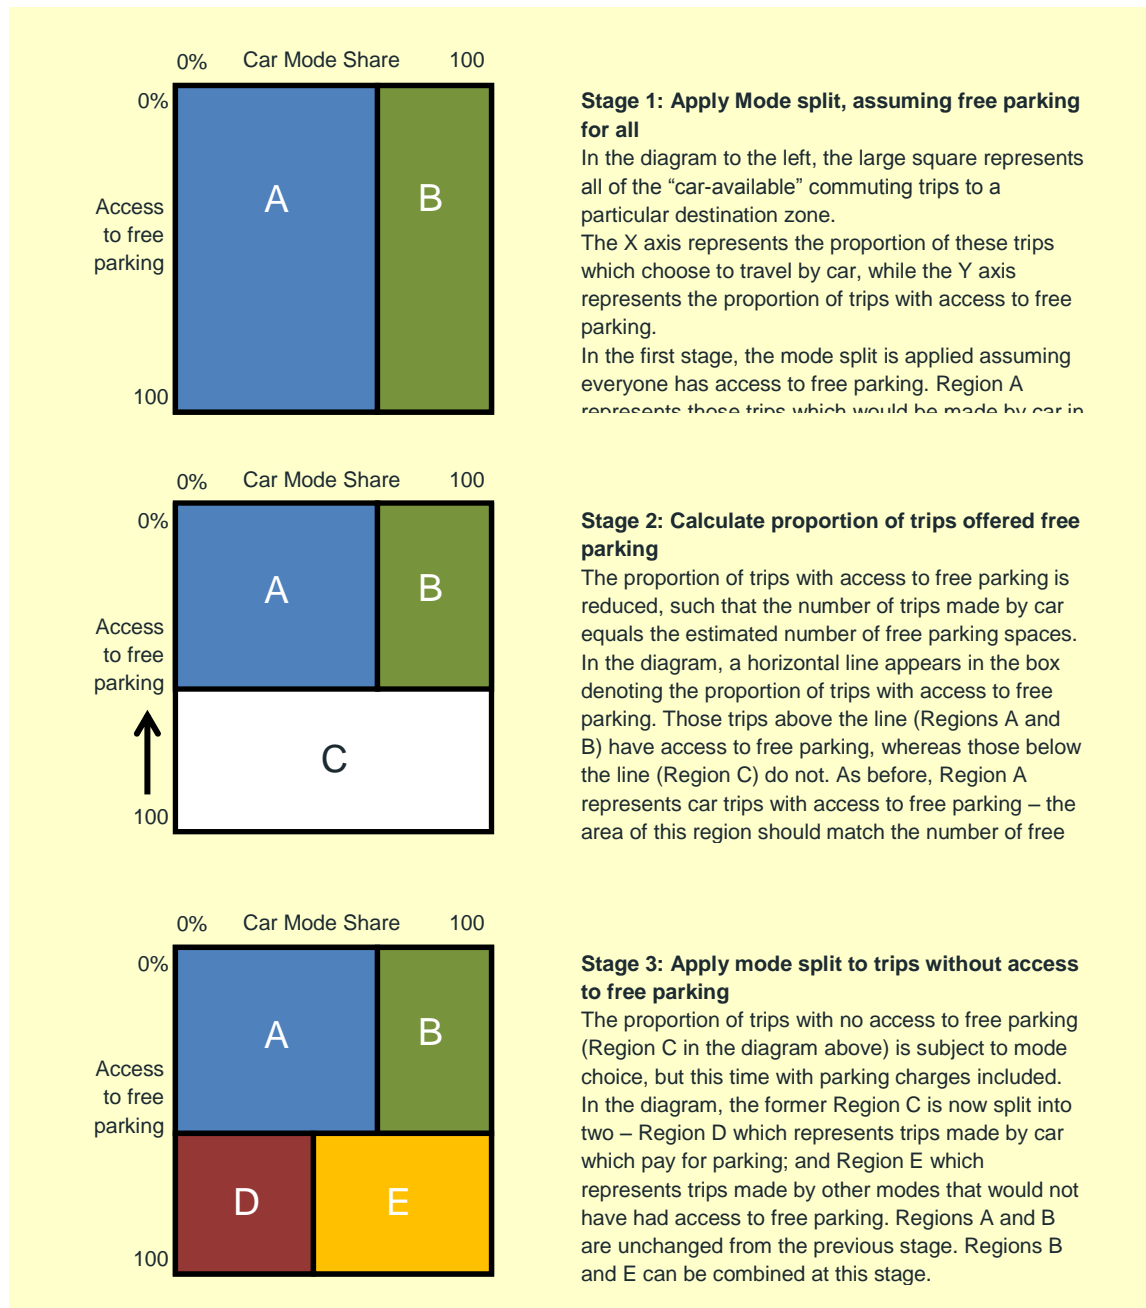 0% Car Mode Share 100
0%
A B
Access
to free
parking
100
Stage 1: Apply Mode split, assuming free parking
for all
In the diagram to the left, the large square represents
all of the “car-available” commuting trips to a
particular destination zone.
The X axis represents the proportion of these trips
which choose to travel by car, while the Y axis
represents the proportion of trips with access to free
parking.
In the first stage, the mode split is applied assuming
everyone has access to free parking. Region A
represents those trips which would be made by car in
0% Car Mode Share 100
0%
A B
Access
to free
parking
C
100
Stage 2: Calculate proportion of trips offered free
parking
The proportion of trips with access to free parking is
reduced, such that the number of trips made by car
equals the estimated number of free parking spaces.
In the diagram, a horizontal line appears in the box
denoting the proportion of trips with access to free
parking. Those trips above the line (Regions A and
B) have access to free parking, whereas those below
the line (Region C) do not. As before, Region A
represents car trips with access to free parking – the
area of this region should match the number of free
0% Car Mode Share 100
0%
A B
Access
to free
parking
D E
100
Stage 3: Apply mode split to trips without access
to free parking
The proportion of trips with no access to free parking
(Region C in the diagram above) is subject to mode
choice, but this time with parking charges included.
In the diagram, the former Region C is now split into
two – Region D which represents trips made by car
which pay for parking; and Region E which
represents trips made by other modes that would not
have had access to free parking. Regions A and B
are unchanged from the previous stage. Regions B
and E can be combined at this stage.